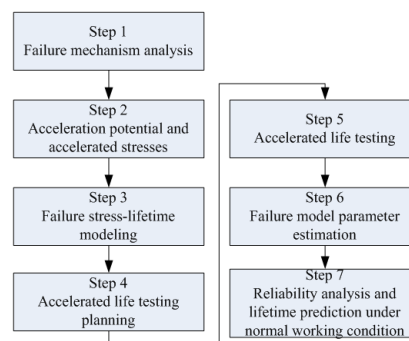 Step 1
Failure mechanism analysis
Step 2
Acceleration potential and
accelerated stresses
Step 3
Failure stress-lifetime
modeling
Step 4
Accelerated life testing
planning
Step 5
Accelerated life testing
Step 6
Failure model parameter
estimation
Step 7
Reliability analysis and
lifetime prediction under
normal working condition